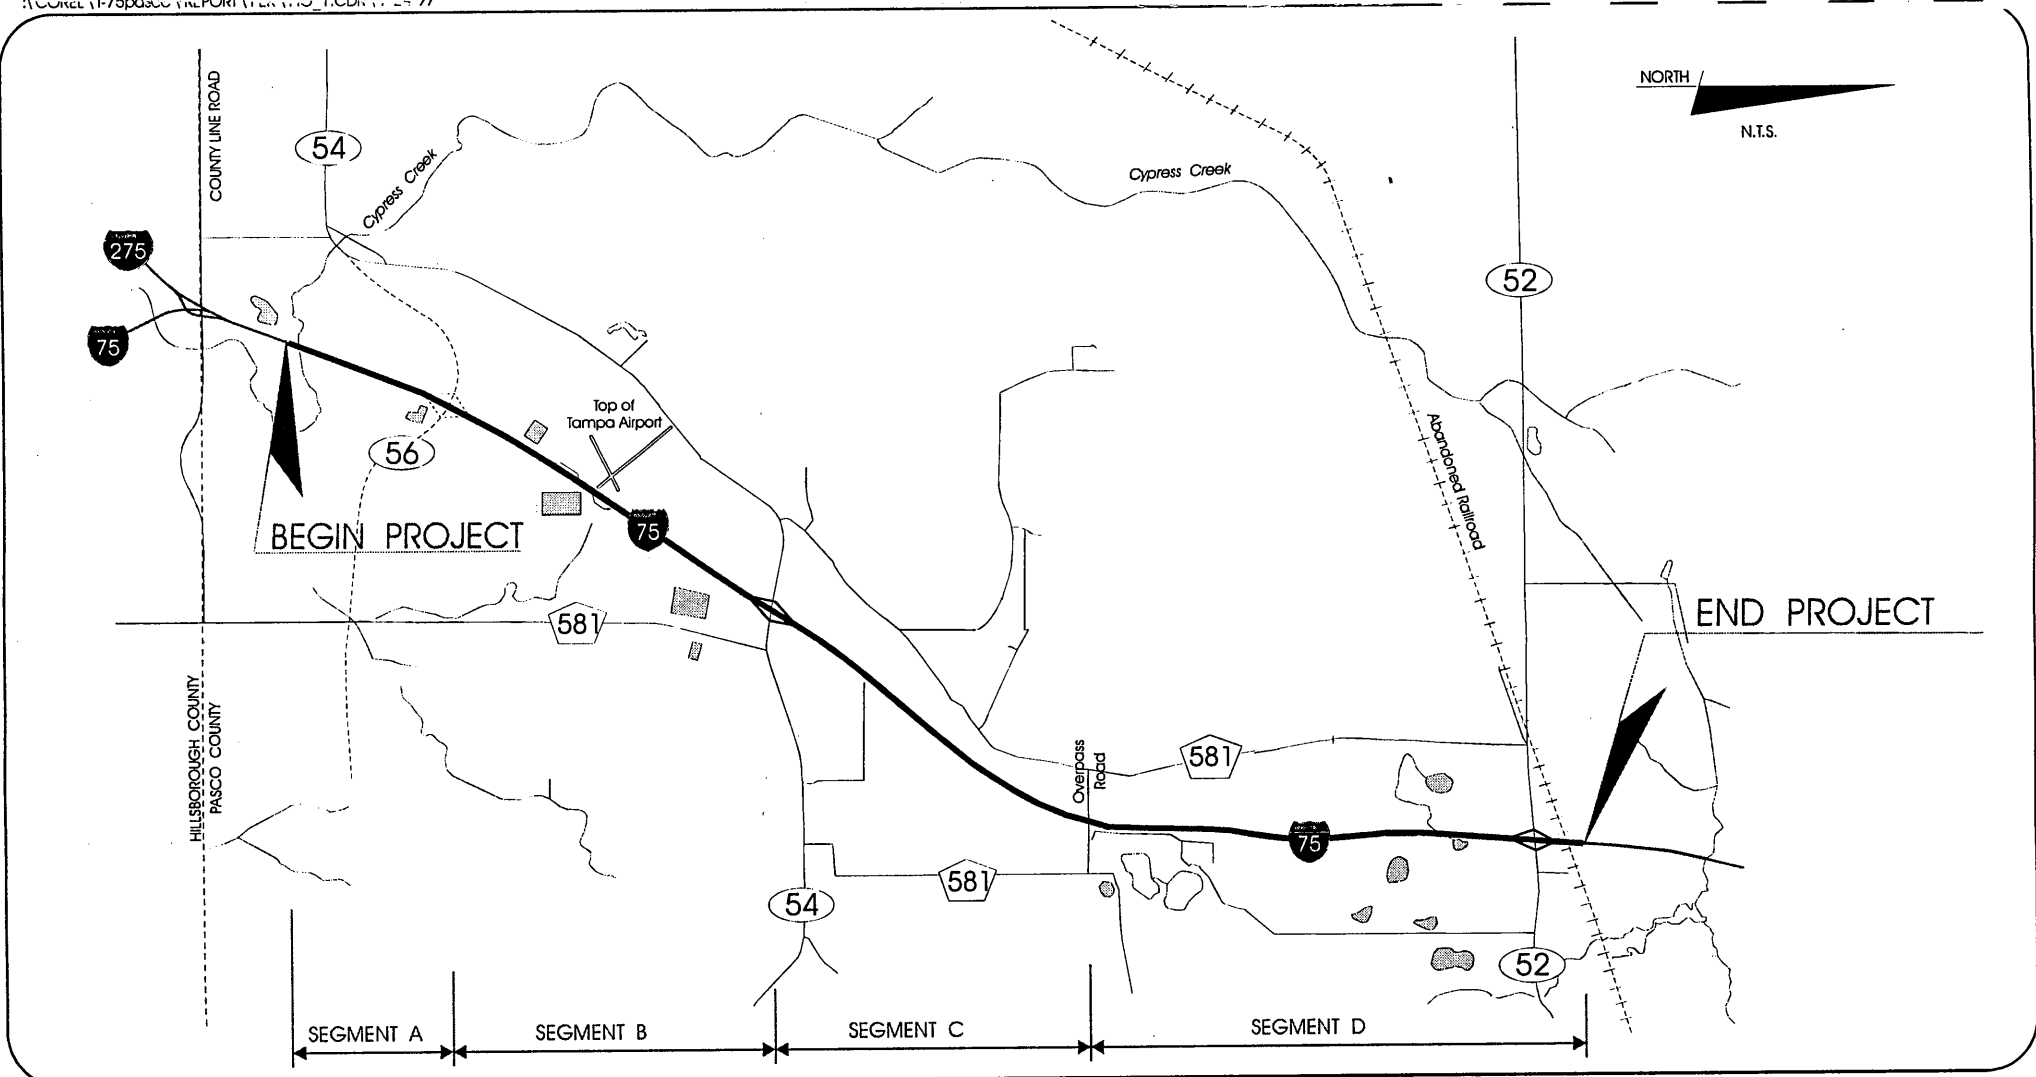 COUNTY LINE ROAD
54
Cypress Creek
Cypress Creek
NORTH
N.T.S.
275
75
52
Top of
Tampa Airport
56
Abandoned Railroad
BEGIN PROJECT
75
581
END PROJECT
HILLSBOROUGH COUNTY
PASCO COUNTY
Overpass
Road
581
75
581
54
52
SEGMENT A
SEGMENT B
SEGMENT C
SEGMENT D